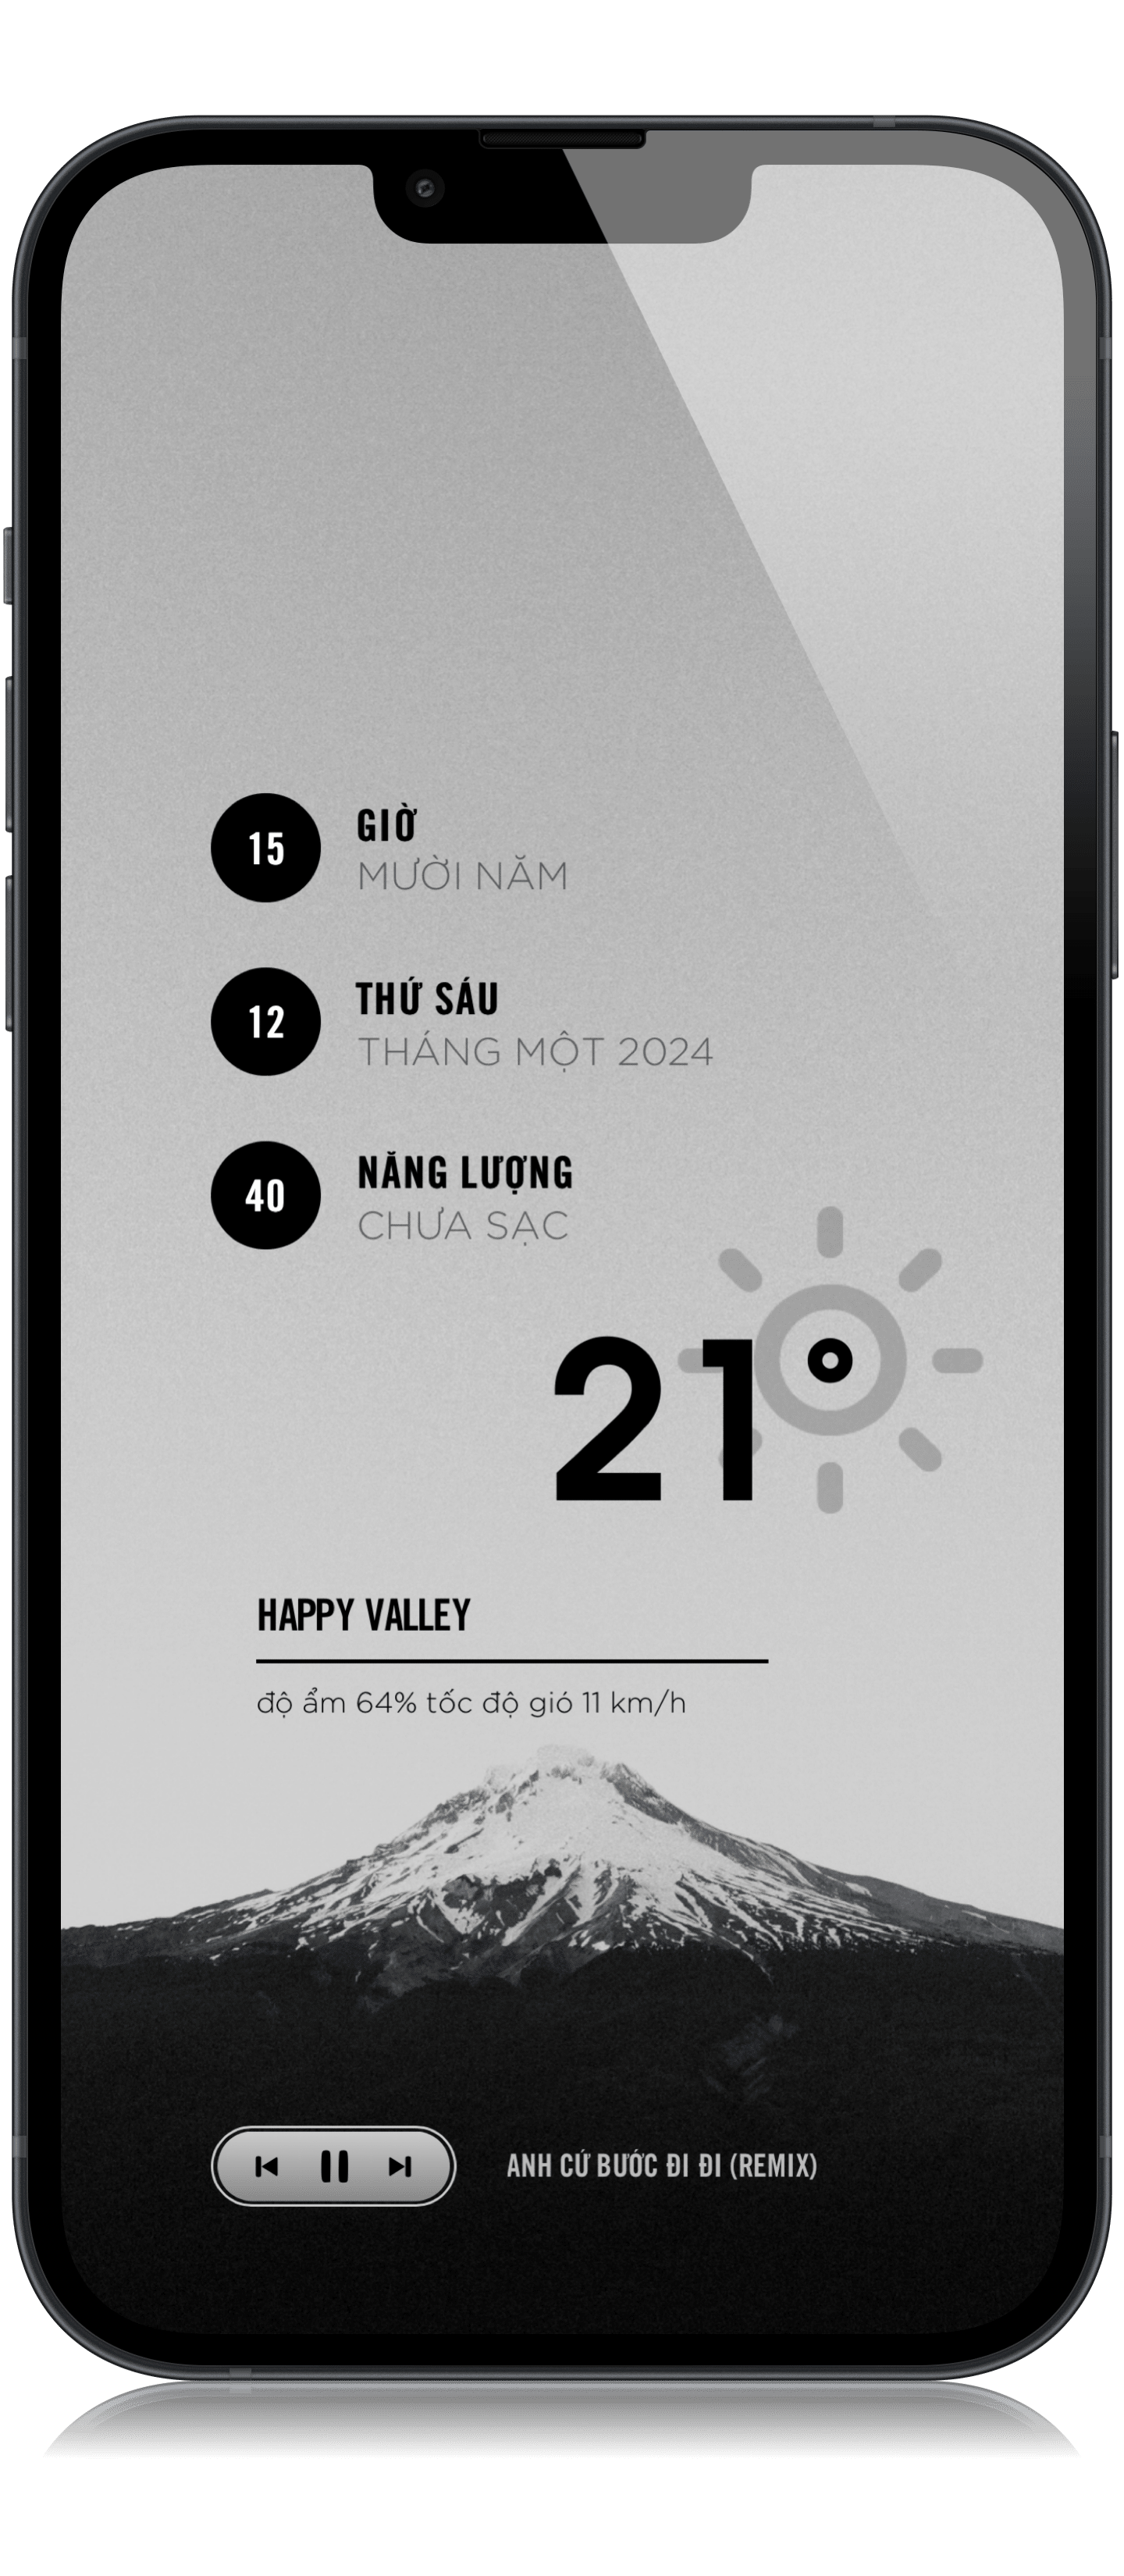 15
GIỜ
MƯỜI NĂM
12
THỨ SÁU
THÁNG MỘT 2024
40
NĂNG LƯỢNG
CHƯA SẠC
21°
HAPPY VALLEY
độ ẩm 64% tốc độ gió 11 km/h
ANH CỨ BƯỚC ĐI ĐI (REMIX)